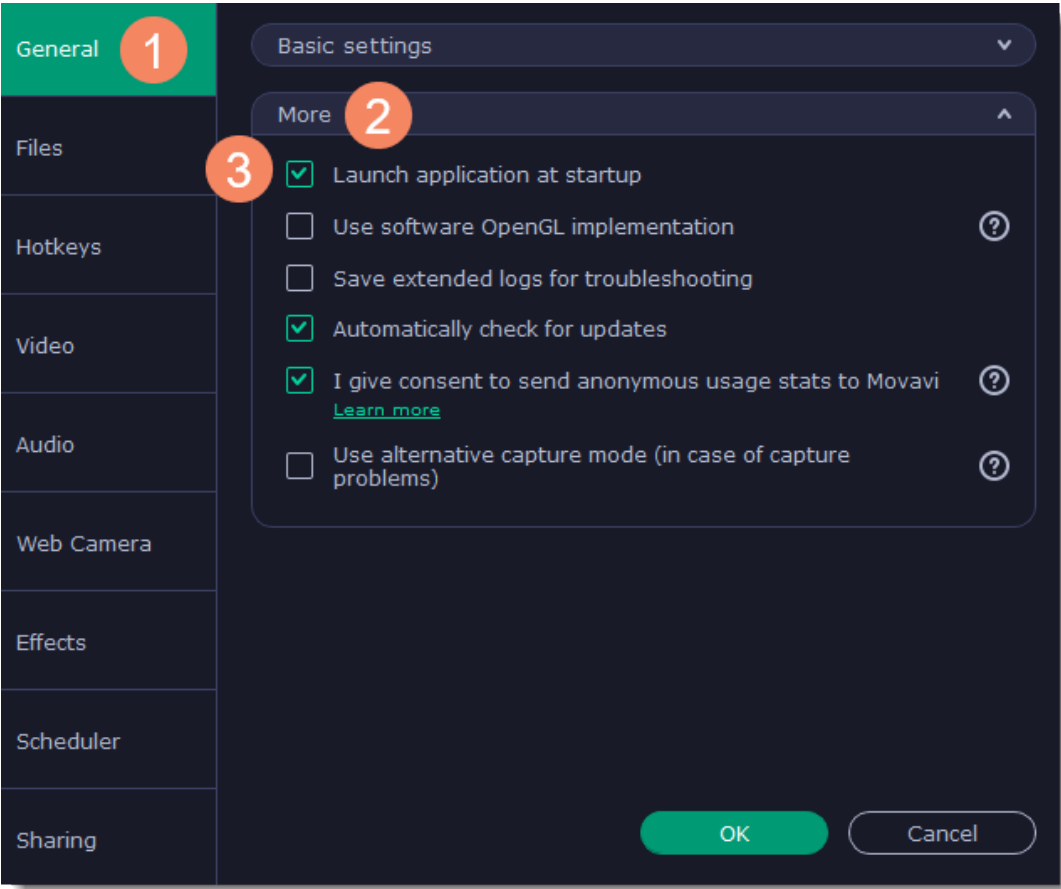 General 1
Files
Hotkeys
Video
Audio
Web Camera
Effects
Scheduler
Sharing
Basic settings
More 2
3 Launch application at startup
Use software OpenGL implementation ?
Save extended logs for troubleshooting
Automatically check for updates
I give consent to send anonymous usage stats to Movavi ?
Learn more
Use alternative capture mode (in case of capture
problems) ?
OK Cancel